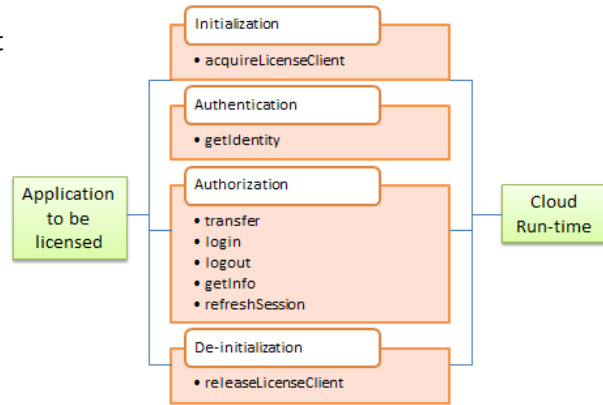 t
Initialization
• acquireLicenseClient
Authentication
• getIdentity
Application
to be
licensed
Authorization
• transfer
• login
• logout
• getInfo
• refreshSession
Cloud
Run-time
De-initialization
• releaseLicenseClient